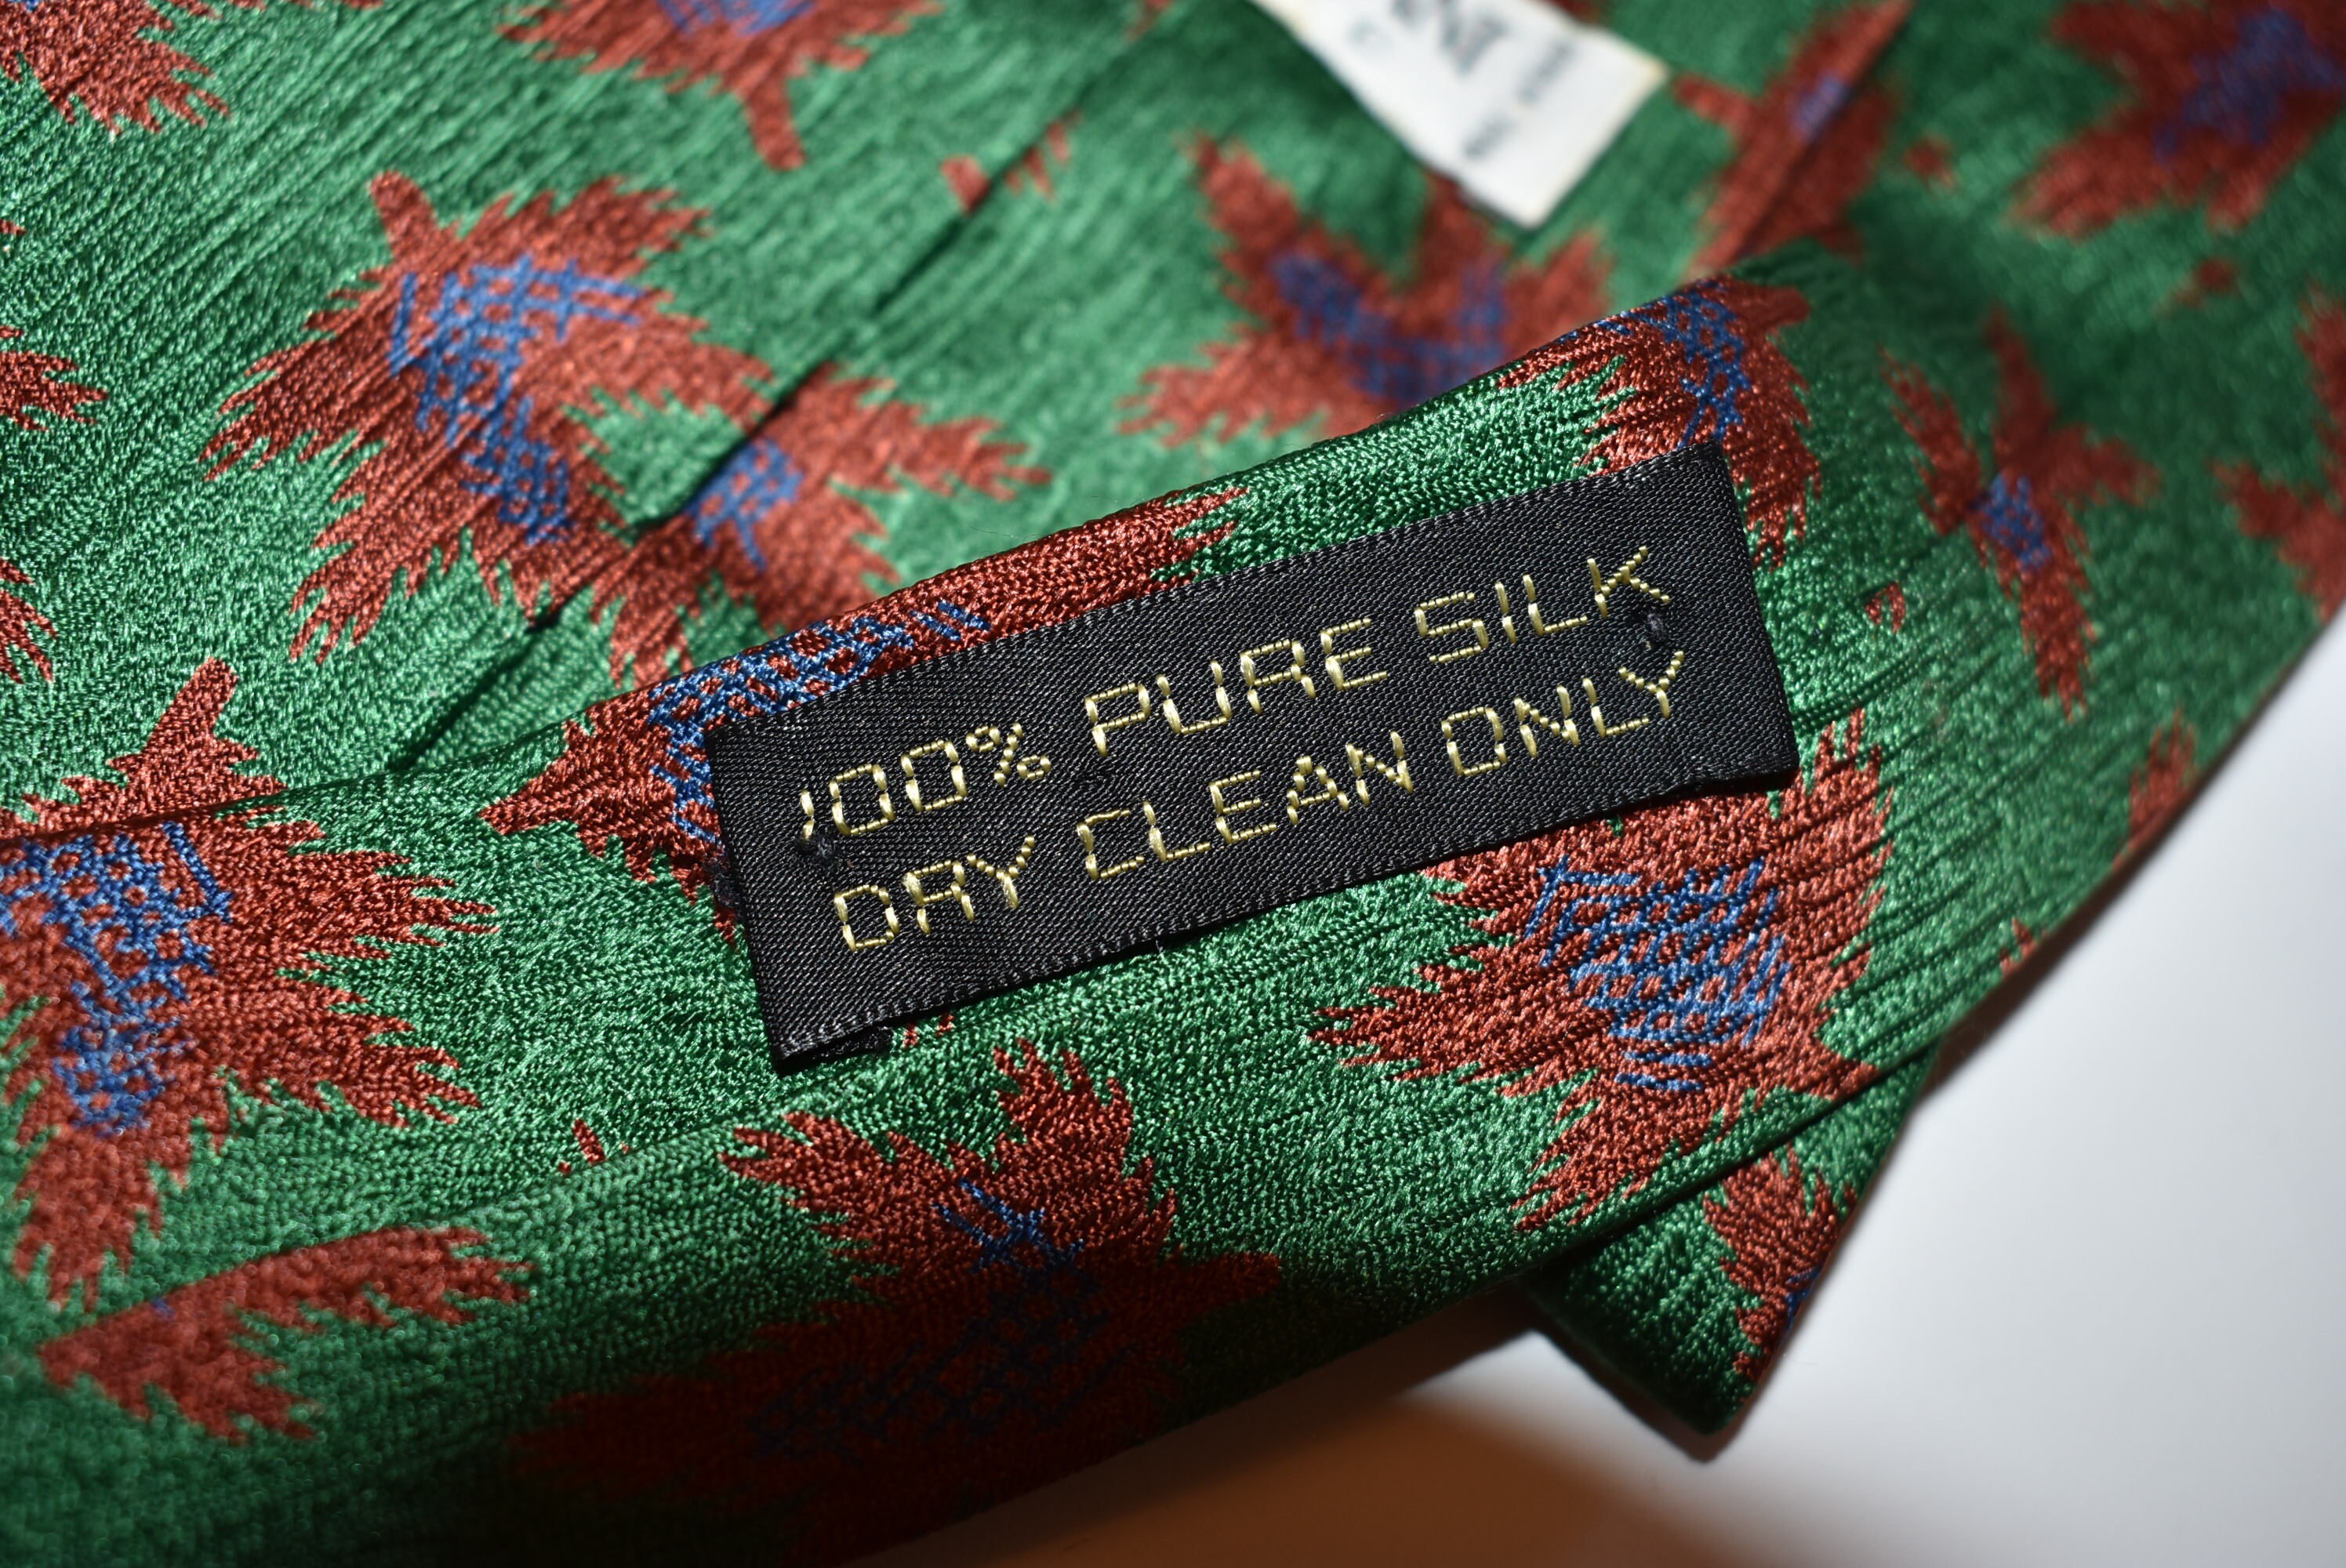 100% PURE SILK
DRY CLEAN ONLY